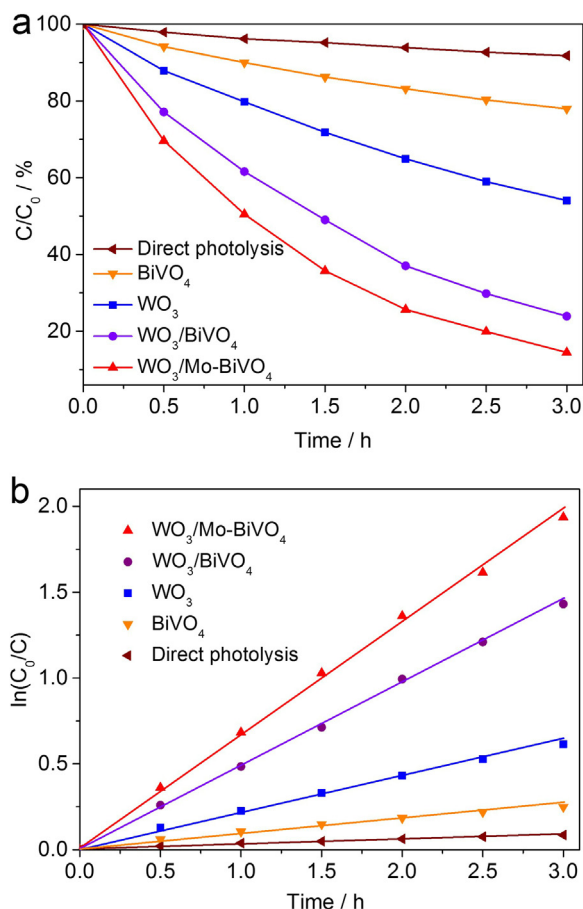 a
100
80
60
40
20
C/C₀ / %
Direct photolysis
BiVO₄
WO₃
WO₃/BiVO₄
WO₃/Mo-BiVO₄
0.0 0.5 1.0 1.5 2.0 2.5 3.0
Time / h
b
2.0
1.5
1.0
0.5
0.0
ln(C₀/C)
WO₃/Mo-BiVO₄
WO₃/BiVO₄
WO₃
BiVO₄
Direct photolysis
0.0 0.5 1.0 1.5 2.0 2.5 3.0
Time / h